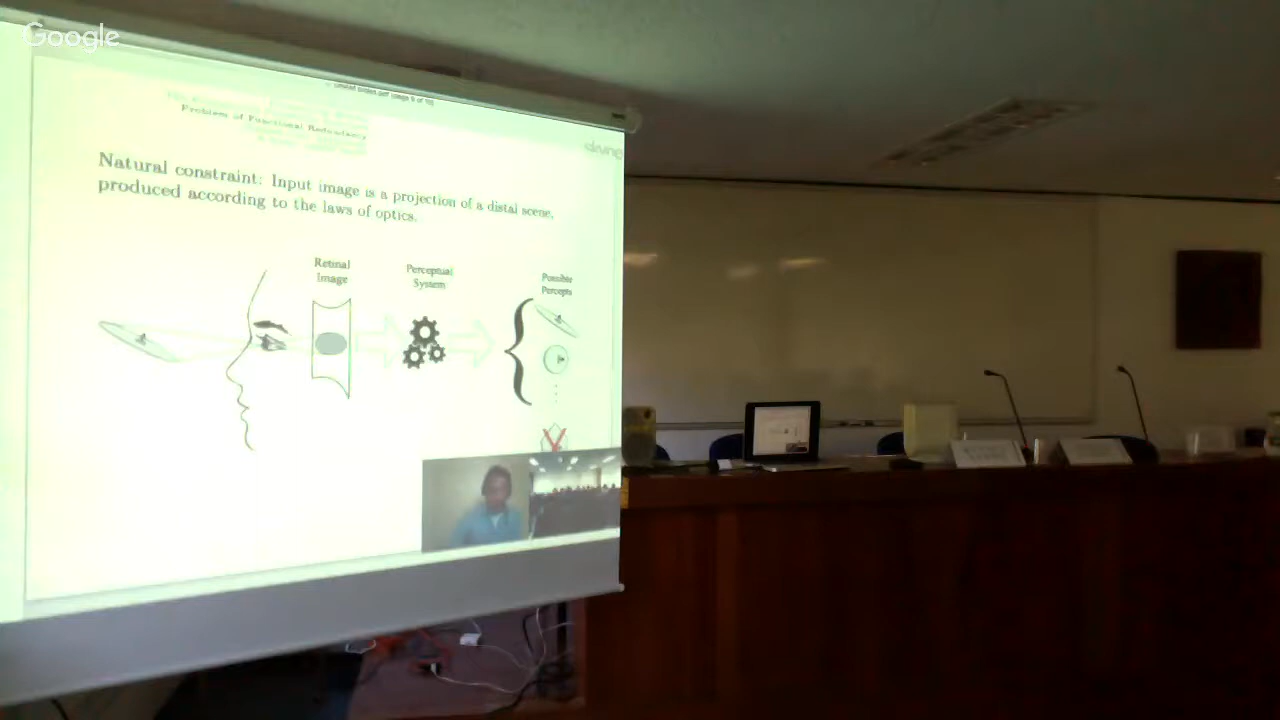 Google
Problem of Functional Redundancy
Natural constraint: Input image is a projection of a distal scene,
produced according to the laws of optics.
Retinal
Image
Perceptual
System
Possible
Percepts